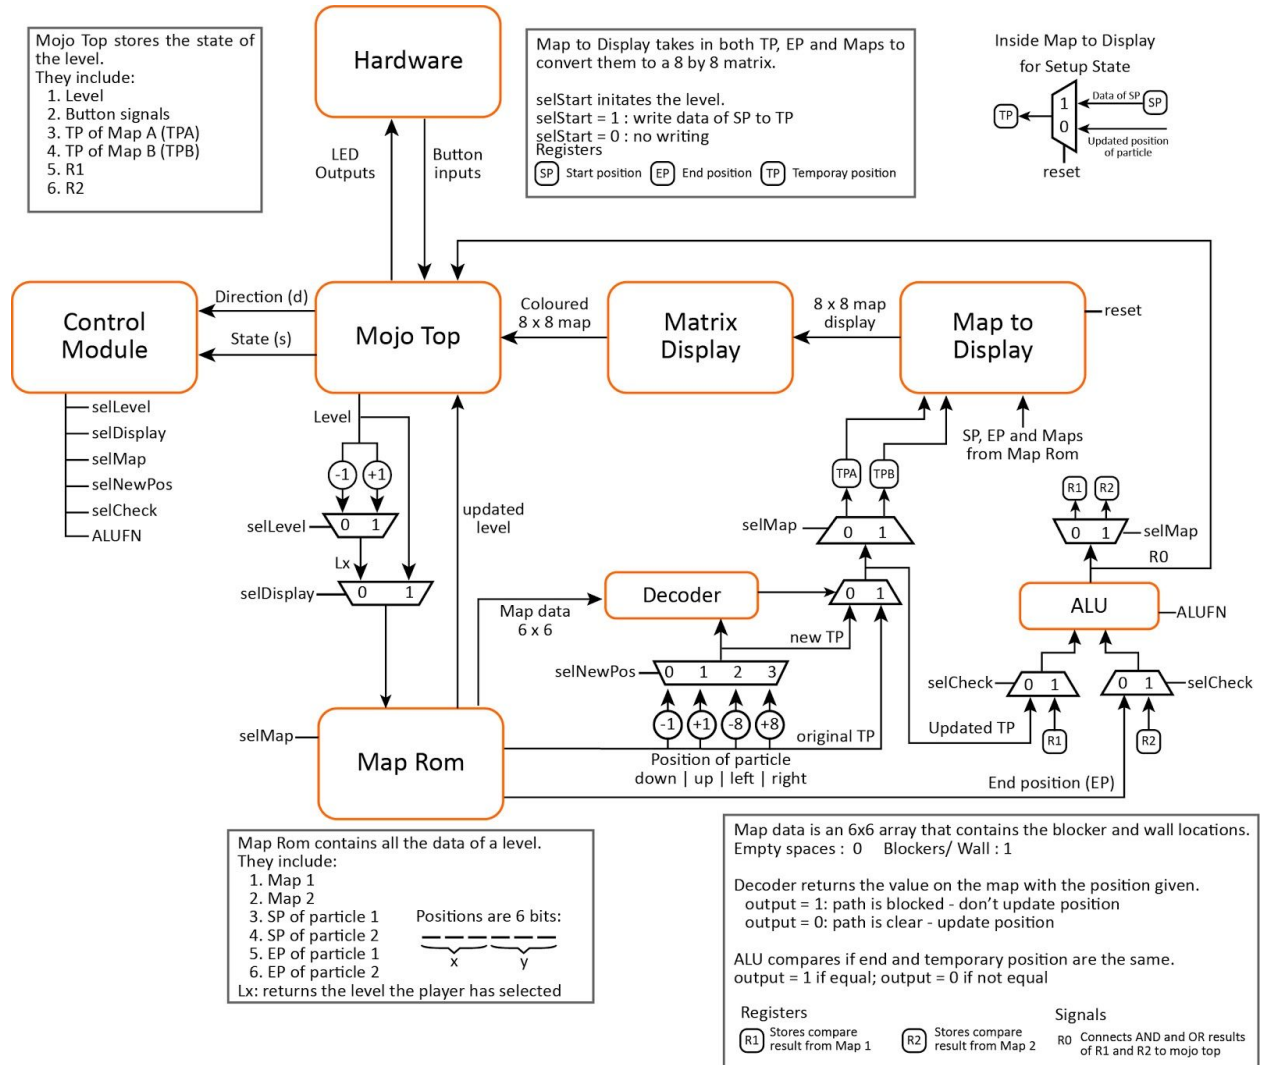 Mojo Top stores the state of
the level.
They include:
1. Level
2. Button signals
3. TP of Map A (TPA)
4. TP of Map B (TPB)
5. R1
6. R2
Hardware
LED
Outputs
Button
inputs
Map to Display takes in both TP, EP and Maps to
convert them to a 8 by 8 matrix.
selStart initates the level.
selStart = 1 : write data of SP to TP
selStart = 0 : no writing
Registers
SP Start position EP End position TP Temporay position
Inside Map to Display
for Setup State
TP
1
0
Data of SP
SP
Updated position
of particle
reset
Control
Module
Direction (d)
State (s)
Mojo Top
Coloured
8 x 8 map
Matrix
Display
8 x 8 map
display
Map to
Display
reset
selLevel
selDisplay
selMap
selNewPos
selCheck
ALUFN
Level
-1 +1
selLevel
0 1
Lx
selDisplay
0 1
updated
level
SP, EP and Maps
from Map Rom
TPA TPB
selMap
0 1
R1 R2
0 1
selMap
R0
Map data
6 x 6
Decoder
0 1
new TP
ALU
ALUFN
selNewPos
0 1 2 3
-1 +1 -8 +8
original TP
Position of particle
down | up | left | right
selCheck
0 1
0 1
selCheck
Updated TP
R1
R2
End position (EP)
selMap
Map Rom
Map Rom contains all the data of a level.
They include:
1. Map 1
2. Map 2
3. SP of particle 1
4. SP of particle 2
5. EP of particle 1
6. EP of particle 2
Lx: returns the level the player has selected
Positions are 6 bits:
x y
Map data is an 6x6 array that contains the blocker and wall locations.
Empty spaces : 0 Blockers/ Wall : 1
Decoder returns the value on the map with the position given.
output = 1: path is blocked - don't update position
output = 0: path is clear - update position
ALU compares if end and temporary position are the same.
output = 1 if equal; output = 0 if not equal
Registers
R1 Stores compare
result from Map 1
R2 Stores compare
result from Map 2
Signals
R0 Connects AND and OR results
of R1 and R2 to mojo top